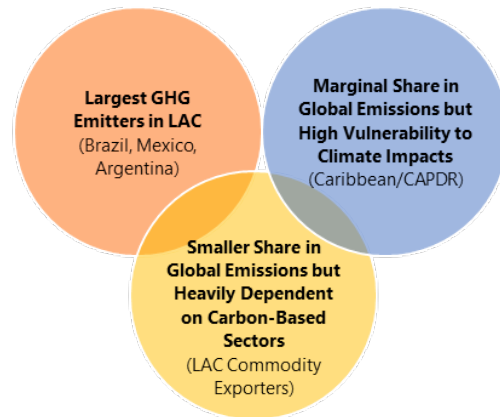 Largest GHG
Emitters in LAC
(Brazil, Mexico,
Argentina)
Marginal Share in
Global Emissions but
High Vulnerability to
Climate Impacts
(Caribbean/CAPDR)
Smaller Share in
Global Emissions but
Heavily Dependent
on Carbon-Based
Sectors
(LAC Commodity
Exporters)